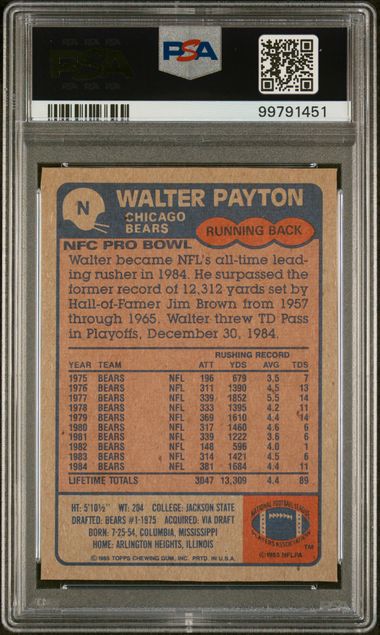 PSA
PSA
99791451
N
WALTER PAYTON
CHICAGO
BEARS
RUNNING BACK
NFC PRO BOWL
Walter became NFL's all-time lead-
ing rusher in 1984. He surpassed the
former record of 12,312 yards set by
Hall-of-Famer Jim Brown from 1957
through 1965. Walter threw TD Pass
in Playoffs, December 30, 1984.
RUSHING RECORD
YEAR TEAM ATT YDS AVG TDS
1975 BEARS NFL 196 679 3.5 7
1976 BEARS NFL 311 1390 4.5 13
1977 BEARS NFL 339 1852 5.5 14
1978 BEARS NFL 333 1395 4.2 11
1979 BEARS NFL 369 1610 4.4 14
1980 BEARS NFL 317 1460 4.6 6
1981 BEARS NFL 339 1222 3.6 6
1982 BEARS NFL 148 596 4.0 1
1983 BEARS NFL 314 1421 4.5 6
1984 BEARS NFL 381 1684 4.4 11
LIFETIME TOTALS 3047 13,309 4.4 89
HT: 5'10½" WT: 204 COLLEGE: JACKSON STATE
DRAFTED: BEARS #1-1975 ACQUIRED: VIA DRAFT
BORN: 7-25-54, COLUMBIA, MISSISSIPPI
HOME: ARLINGTON HEIGHTS, ILLINOIS
©1985 TOPPS CHEWING GUM, INC. PRTD. IN U.S.A.
NATIONAL FOOTBALL LEAGUE
PLAYERS ASSOCIATION
TM
©1985 NFLPA